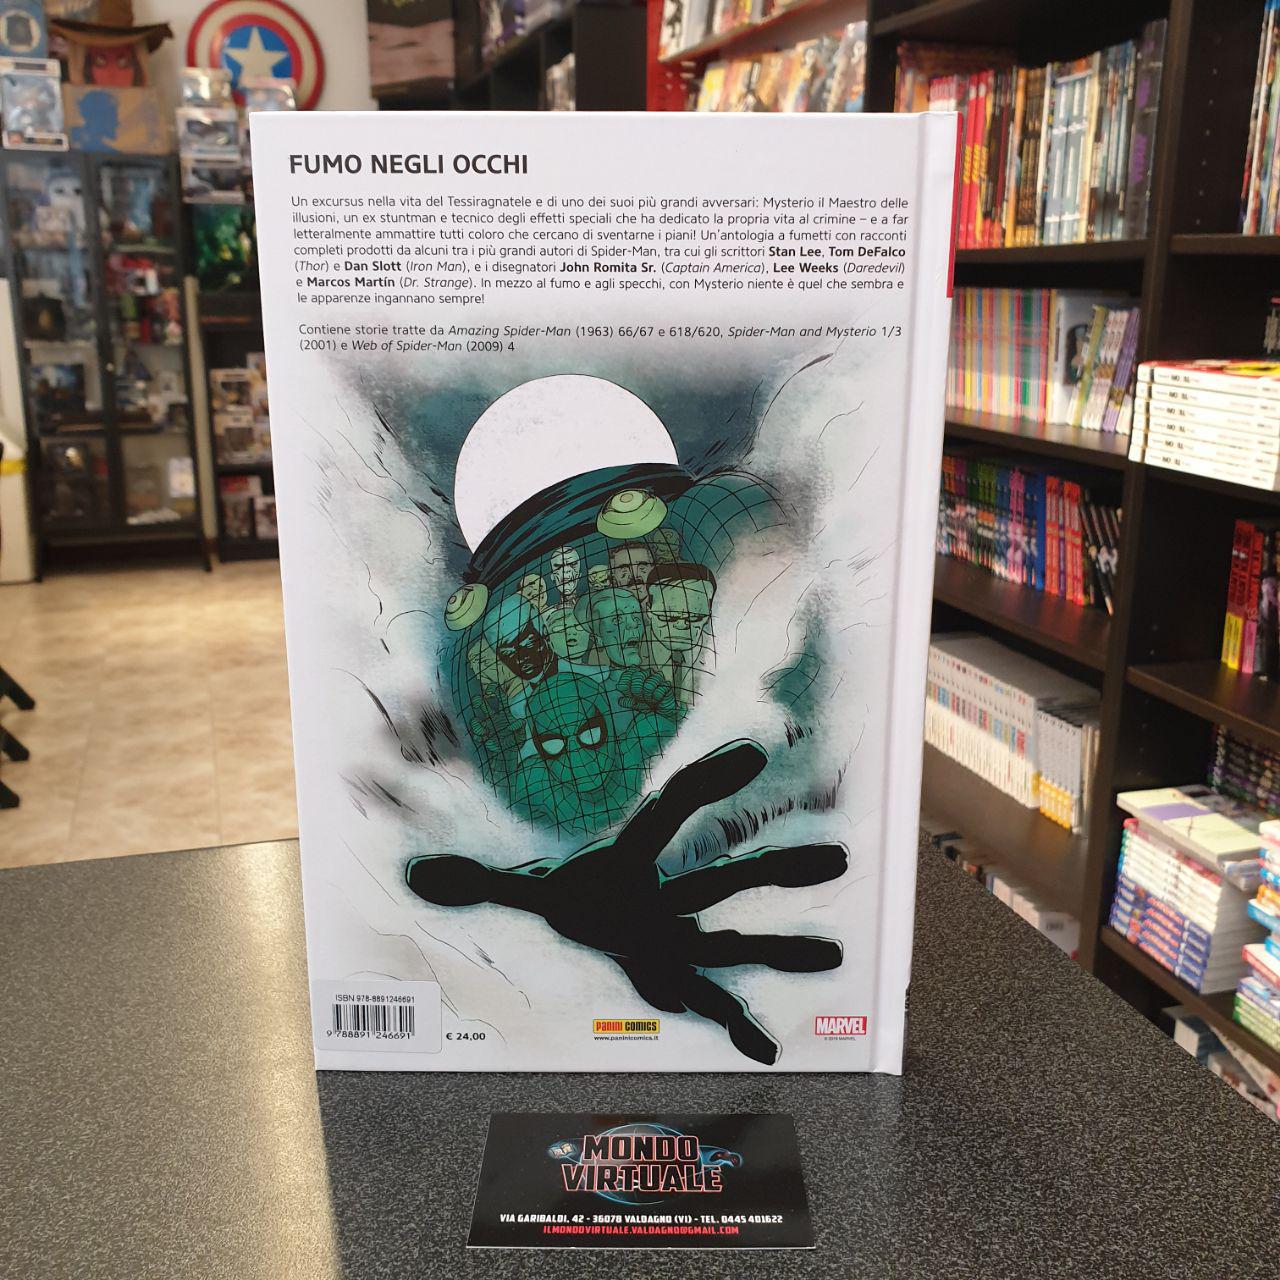 FUMO NEGLI OCCHI
Un excursus nella vita del Tessiragnatele e di uno dei suoi più grandi avversari: Mysterio il Maestro delle
illusioni, un ex stuntman e tecnico degli effetti speciali che ha dedicato la propria vita al crimine – e a far
letteralmente ammattire tutti coloro che cercano di sventarne i piani! Un'antologia a fumetti con racconti
completi prodotti da alcuni tra i più grandi autori di Spider-Man, tra cui gli scrittori Stan Lee, Tom DeFalco
(Thor) e Dan Slott (Iron Man), e i disegnatori John Romita Sr. (Captain America), Lee Weeks (Daredevil)
e Marcos Martín (Dr. Strange). In mezzo al fumo e agli specchi, con Mysterio niente è quel che sembra e
le apparenze ingannano sempre!
Contiene storie tratte da Amazing Spider-Man (1963) 66/67 e 618/620, Spider-Man and Mysterio 1/3
(2001) e Web of Spider-Man (2009) 4
ISBN 978-8891246691
9 788891 246691
€ 24,00
PANINI COMICS
www.paninicomics.it
MARVEL
© 2019 MARVEL
MONDO
VIRTUALE
VIA GARIBALDI, 42 - 36078 VALDAGNO (VI) - TEL. 0445 401622
ILMONDOVIRTUALE.VALDAGNO@GMAIL.COM